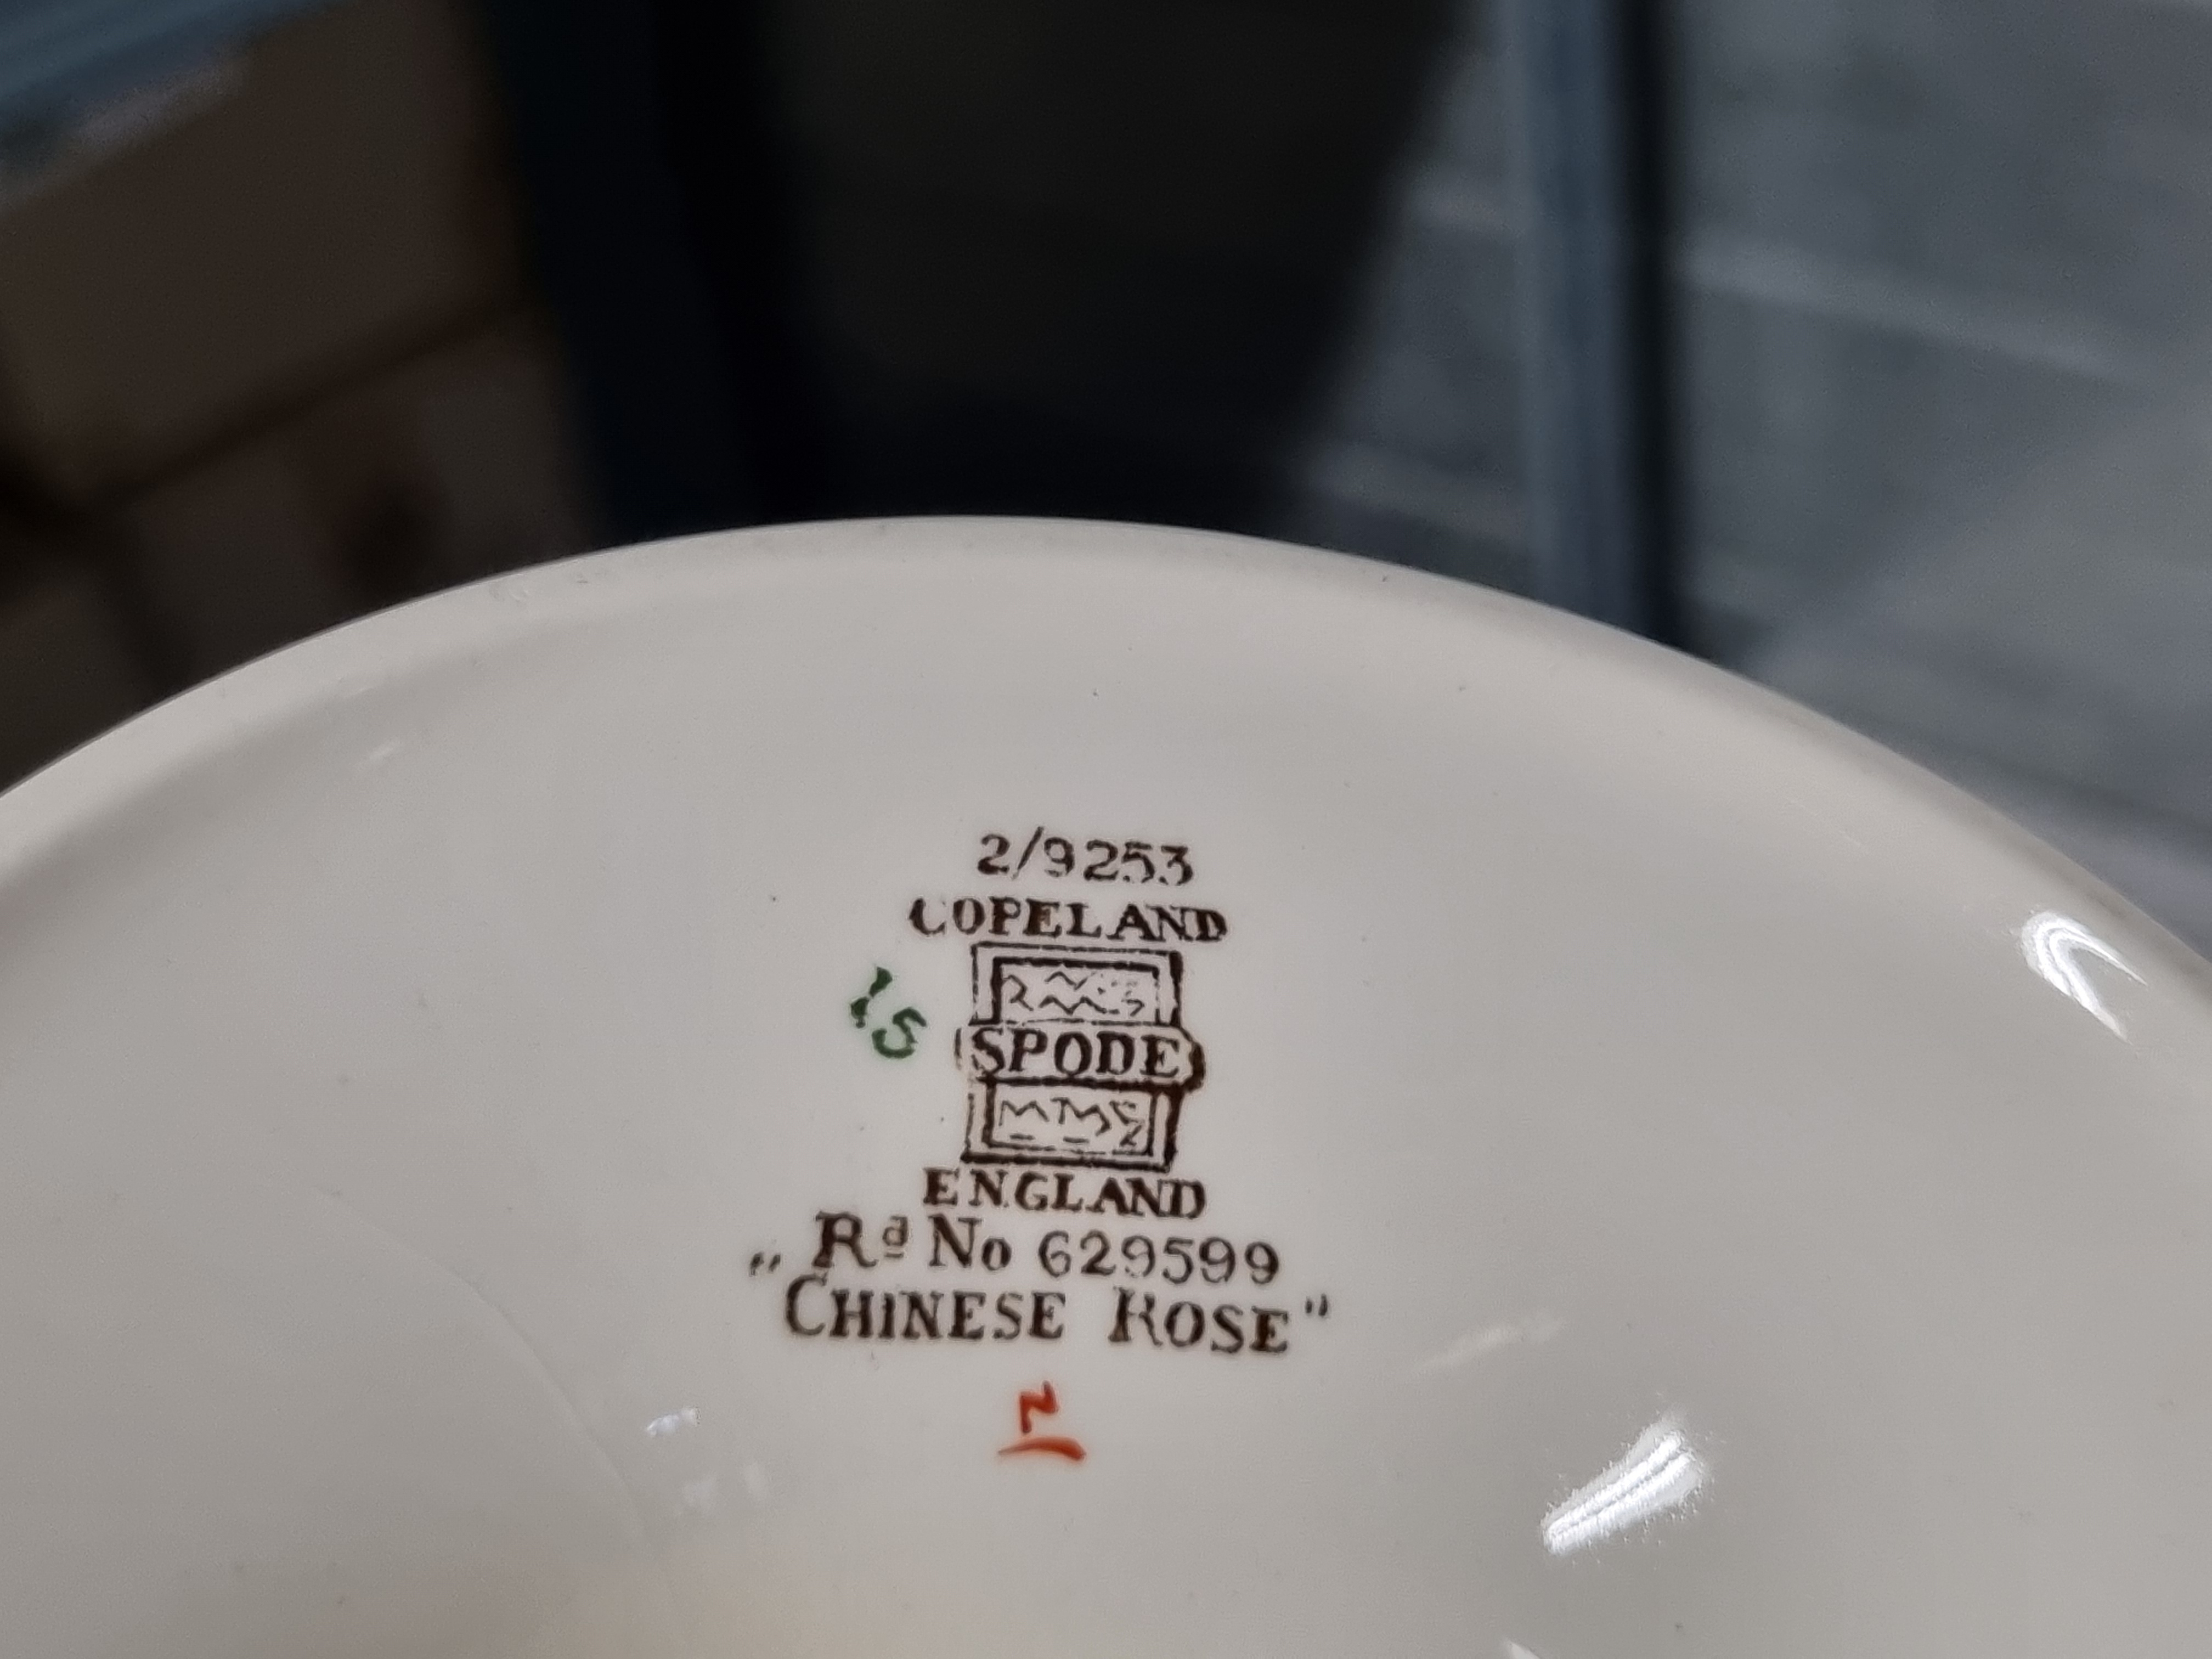 2/9253
COPELAND
15
SPODE
ENGLAND
Rd No 629599
"CHINESE ROSE"
N